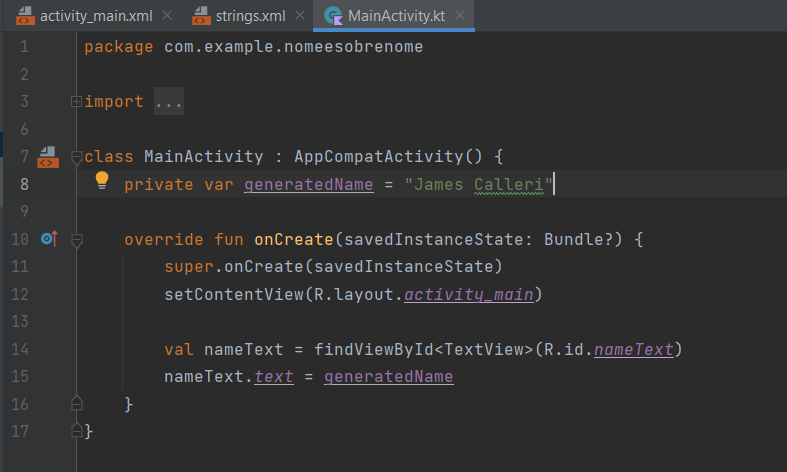 activity_main.xml strings.xml MainActivity.kt
1 package com.example.nomeesobrenome
2
3 import ...
6
7 class MainActivity : AppCompatActivity() {
8 private var generatedName = "James Calleri"
9
10 override fun onCreate(savedInstanceState: Bundle?) {
11 super.onCreate(savedInstanceState)
12 setContentView(R.layout.activity_main)
13
14 val nameText = findViewById<TextView>(R.id.nameText)
15 nameText.text = generatedName
16 }
17 }